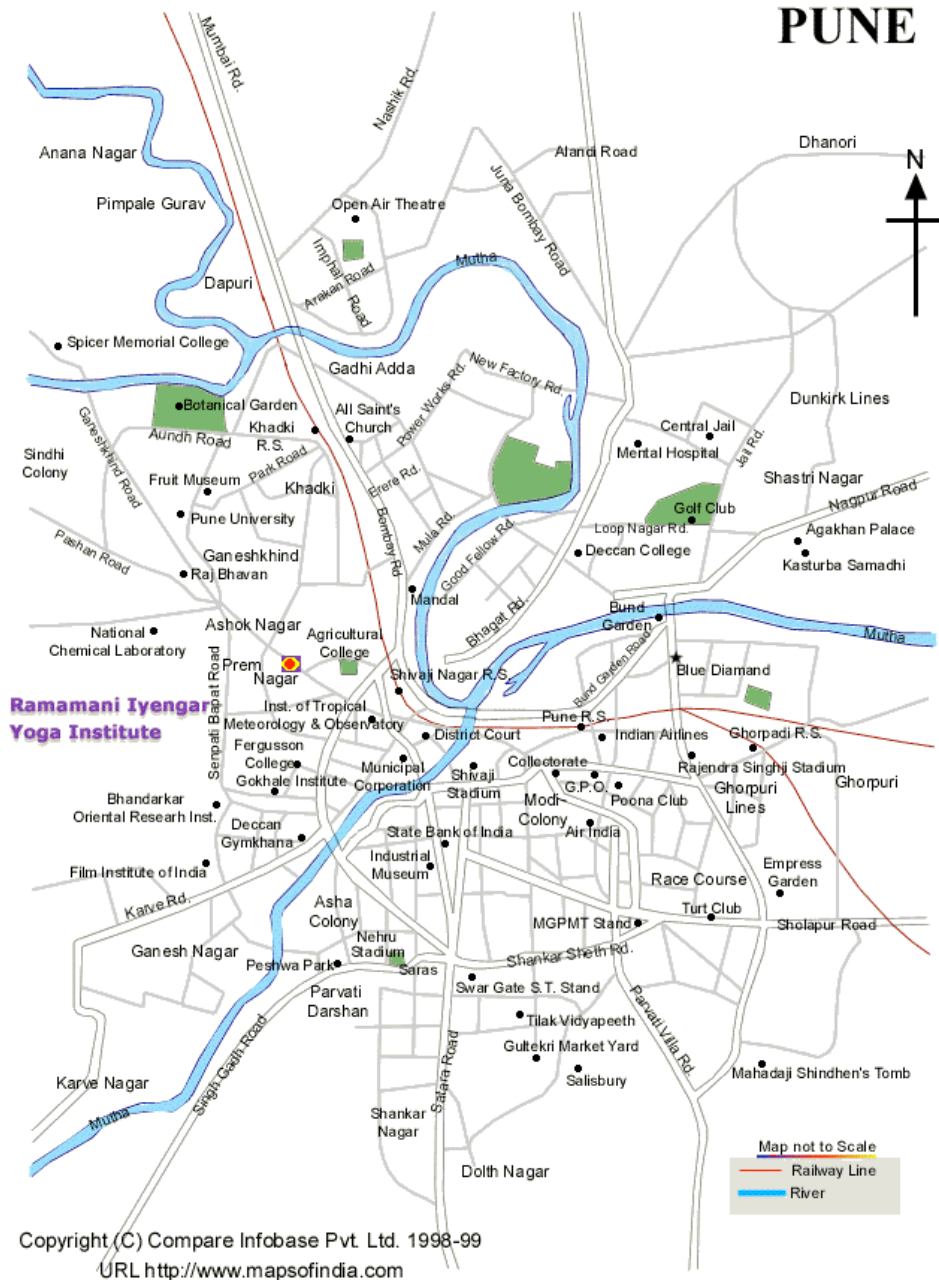 PUNE
Mumbai Rd.
Nashik Rd.
Anana Nagar
Alandi Road
Dhanori
N
Juna Bombay Road
Pimpale Gurav
Open Air Theatre
Imphal Road
Arakan Road
Mutha
Dapuri
Spicer Memorial College
Gadhi Adda
New Factory Rd.
Power Works Rd.
Botanical Garden
All Saint's
Church
Khadki
R.S.
Aundh Road
Ganeshkhind Road
Dunkirk Lines
Central Jail
Mental Hospital
Jail Rd.
Sindhi
Colony
Park Road
Erere Rd.
Fruit Museum
Khadki
Shastri Nagar
Nagpur Road
Golf Club
Pune University
Bombay Rd
Mula Rd.
Good Fellow Rd.
Loop Nagar Rd.
Agakhan Palace
Deccan College
Kasturba Samadhi
Pashan Road
Ganeshkhind
Raj Bhavan
Mandal
Bhagat Rd.
Bund
Garden
Mutha
National
Chemical Laboratory
Ashok Nagar
Agricultural
College
Prem
Nagar
Shivaji Nagar R.S.
Bund Garden Road
Blue Diamand
Ramamani Iyengar
Yoga Institute
Senpati Bapat Road
Inst. of Tropical
Meteorology & Observatory
Pune R.S.
District Court
Indian Airlines
Ghorpadi R.S.
Fergusson
College
Municipal
Corporation
Shivaji
Stadium
Collectorate
Rajendra Singhji Stadium
Gokhale Institute
G.P.O.
Poona Club
Ghorpuri
Lines
Ghorpuri
Bhandarkar
Oriental Researh Inst.
Modi-
Colony
Deccan
Gymkhana
State Bank of India
Air India
Industrial
Museum
Film Institute of India
Karve Rd.
Race Course
Empress
Garden
Asha
Colony
MGPMT Stand
Turt Club
Sholapur Road
Ganesh Nagar
Nehru
Stadium
Peshwa Park
Saras
Shankar Sheth Rd.
Swar Gate S.T. Stand
Parvati
Darshan
Tilak Vidyapeeth
Parvati Villa Rd.
Gultekri Market Yard
Salisbury
Mahadaji Shindhen's Tomb
Karve Nagar
Mutha
Singh Gadh Road
Satara Road
Shankar
Nagar
Dolth Nagar
Map not to Scale
Railway Line
River
Copyright (C) Compare Infobase Pvt. Ltd. 1998-99
URL http://www.mapsofindia.com